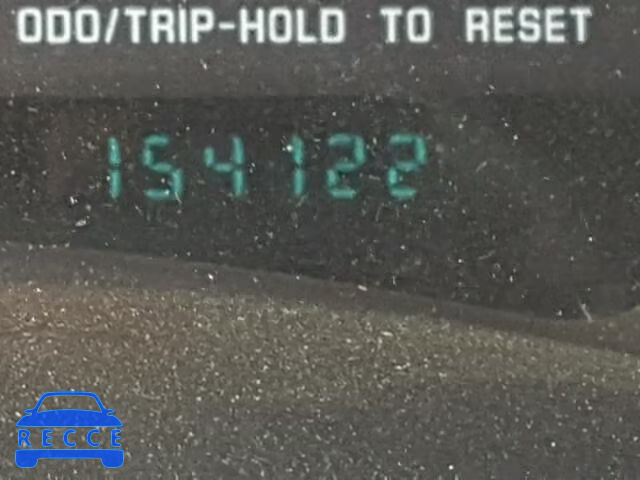 ODO/TRIP-HOLD TO RESET
154122
RECCE